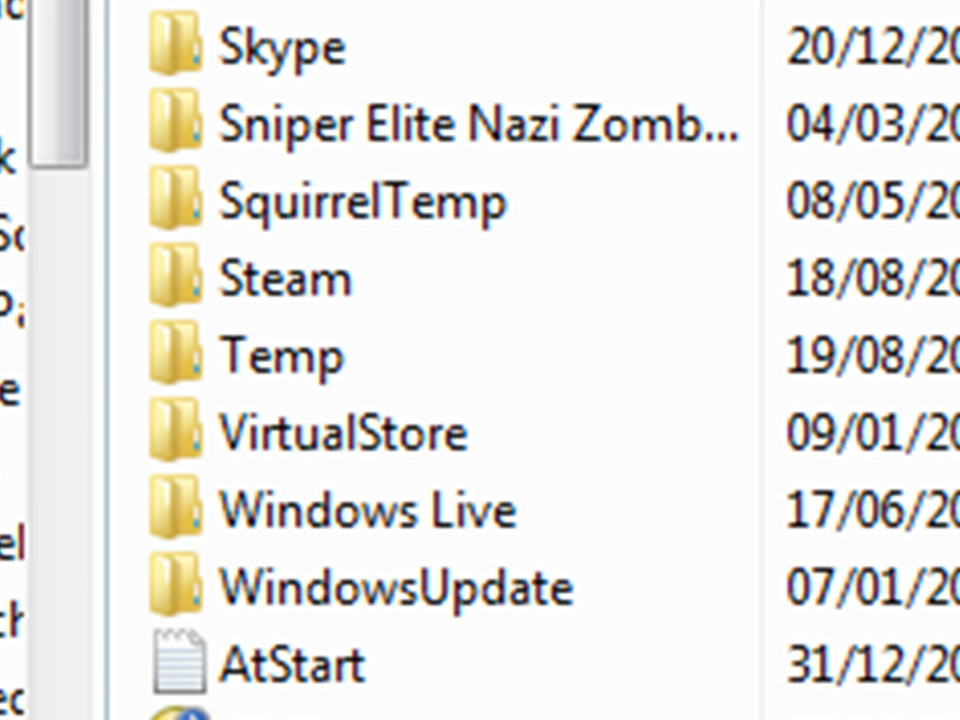 Skype 20/12/20
Sniper Elite Nazi Zomb... 04/03/20
SquirrelTemp 08/05/20
Steam 18/08/20
Temp 19/08/20
VirtualStore 09/01/20
Windows Live 17/06/20
WindowsUpdate 07/01/20
AtStart 31/12/20